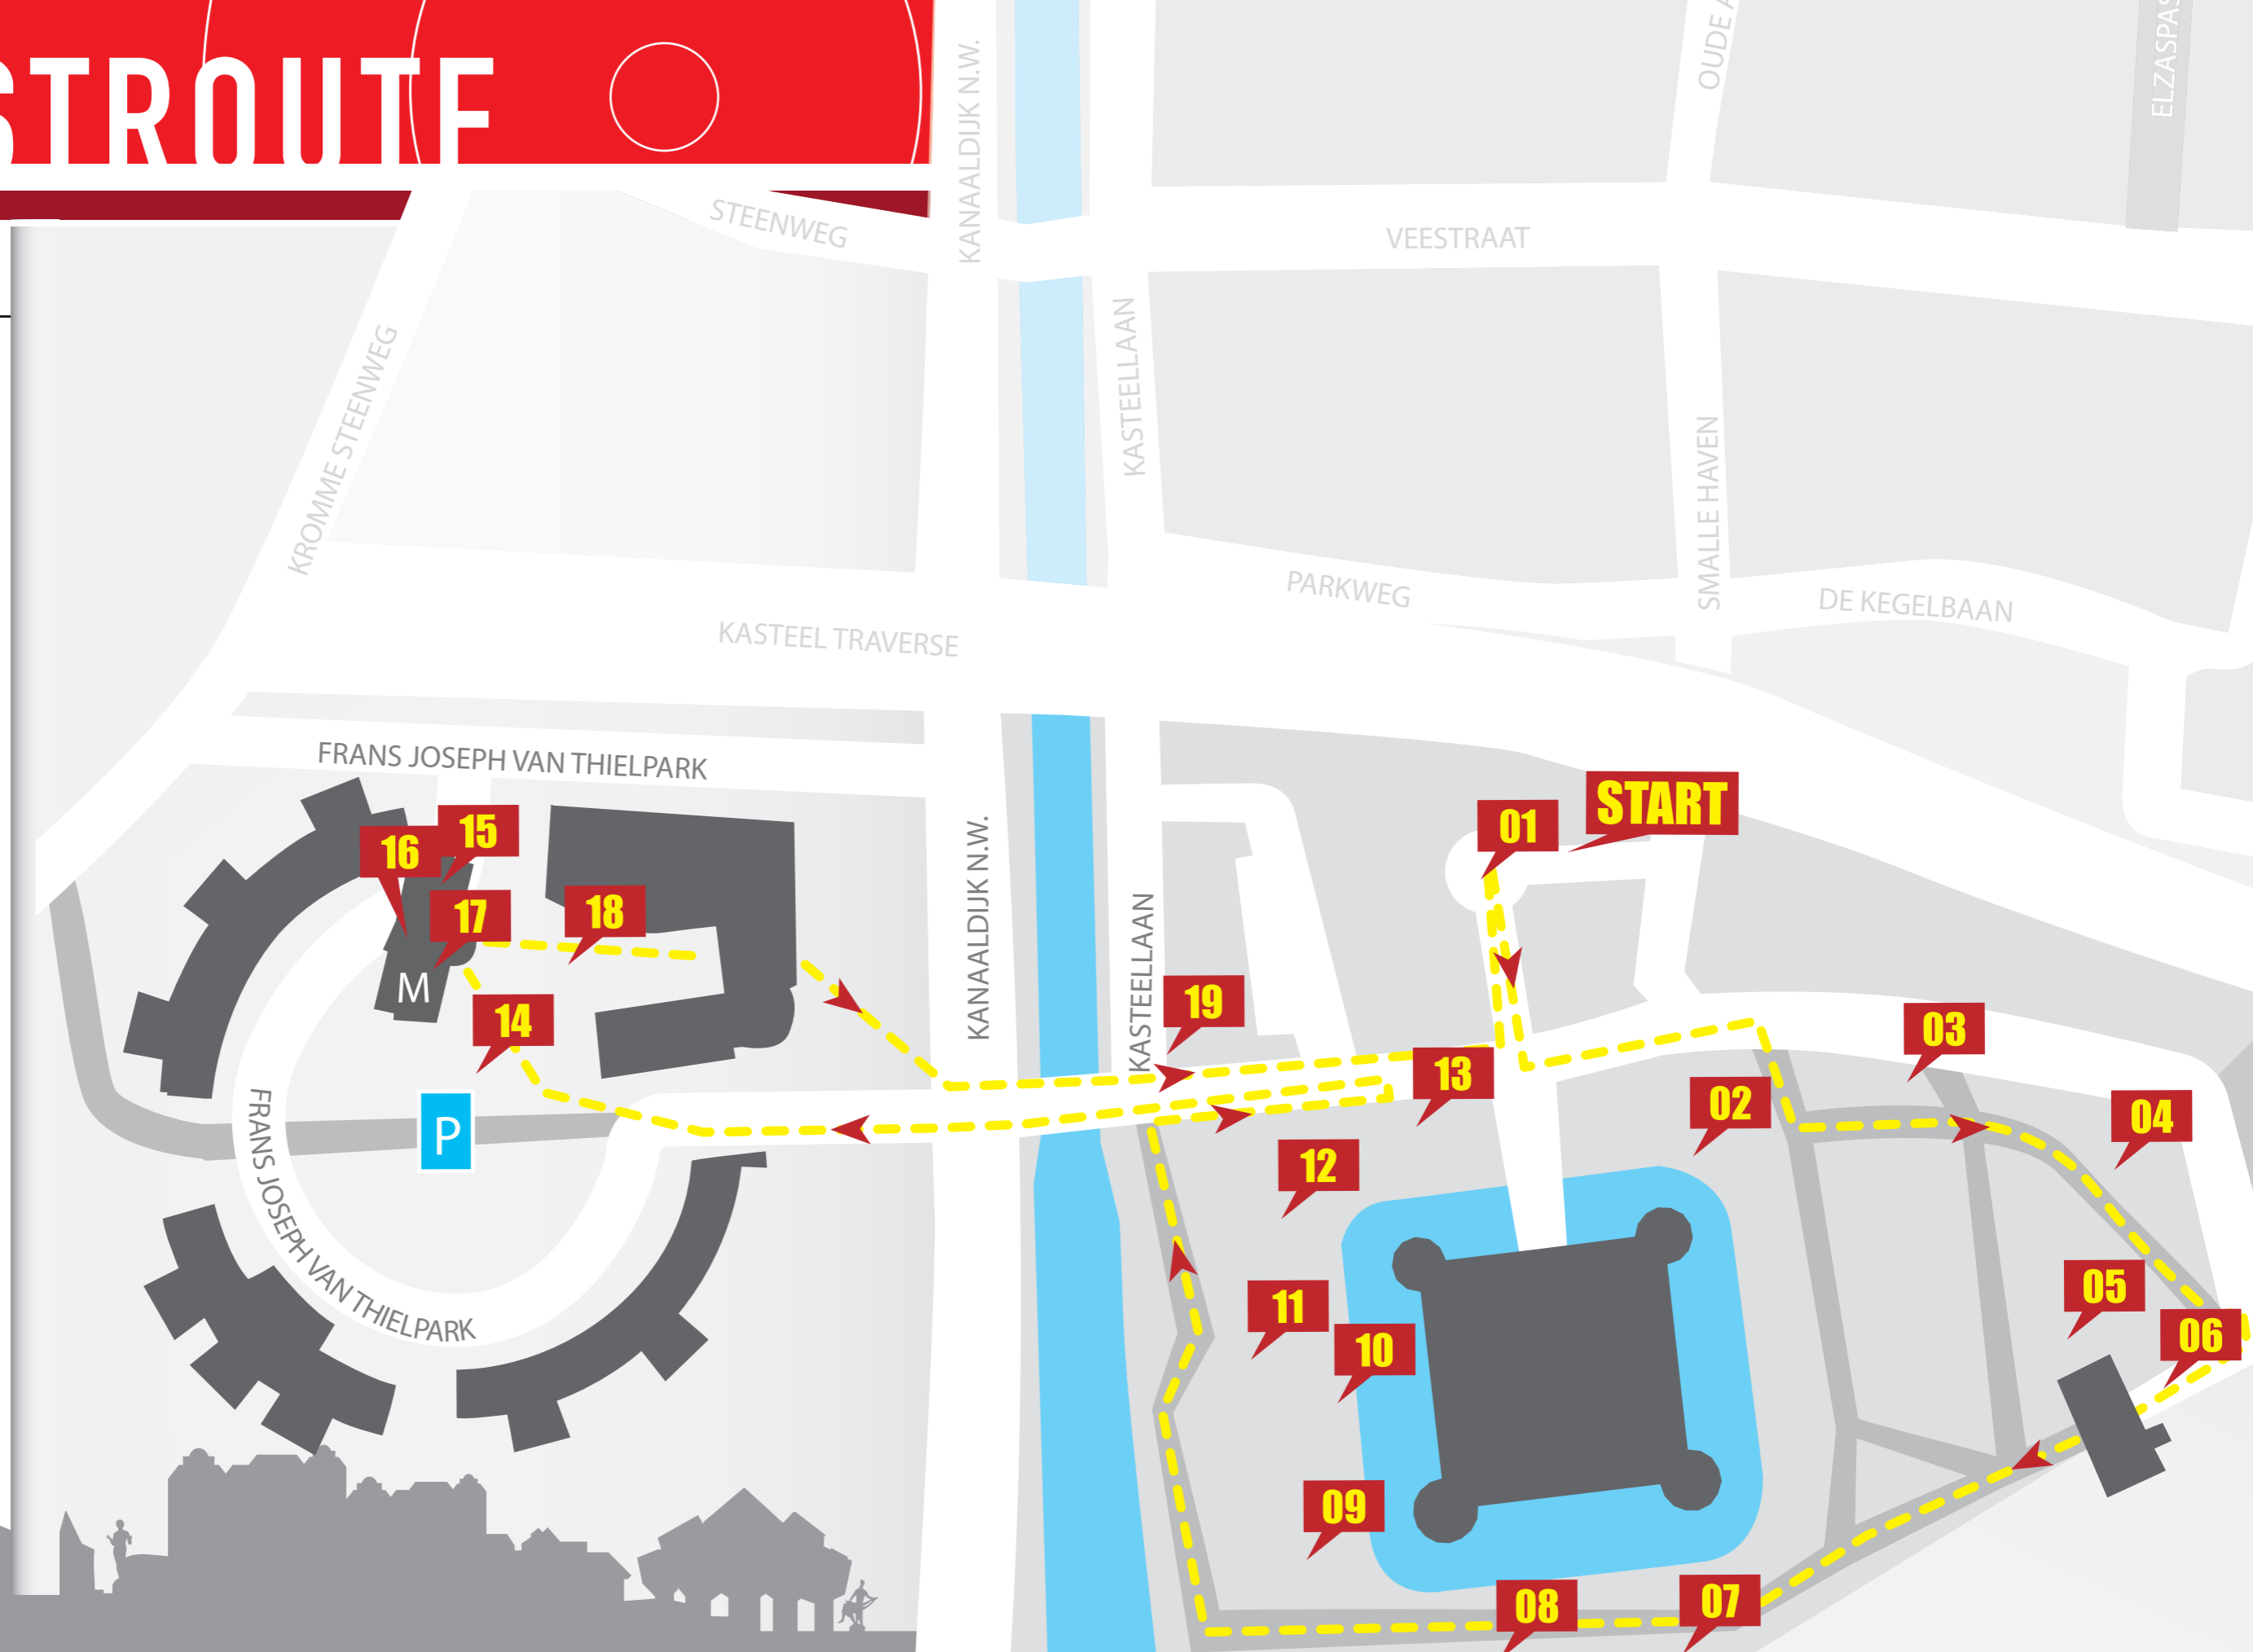 STROUTE
KANAALDIJK N.W.
OUDE A
ELZASPAS
STEENWEG
VEESTRAAT
KROMME STEENWEG
KASTEELLAAN
SMALLE HAVEN
PARKWEG
DE KEGELBAAN
KASTEEL TRAVERSE
FRANS JOSEPH VAN THIELPARK
START
01
15
16
17
18
KANAALDIJK N.W.
KASTEELLAAN
M
14
19
03
13
02
04
P
FRANS JOSEPH VAN THIELPARK
12
05
11
06
10
09
08
07